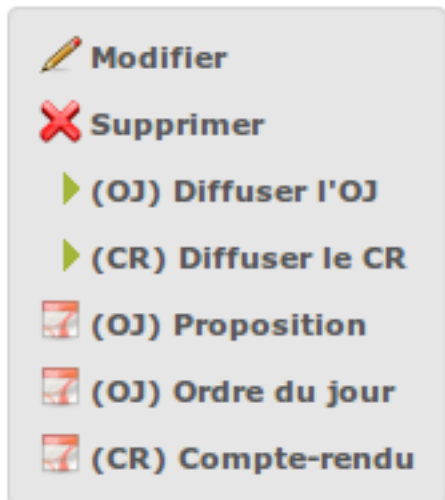 Modifier
Supprimer
(OJ) Diffuser l'OJ
(CR) Diffuser le CR
(OJ) Proposition
(OJ) Ordre du jour
(CR) Compte-rendu